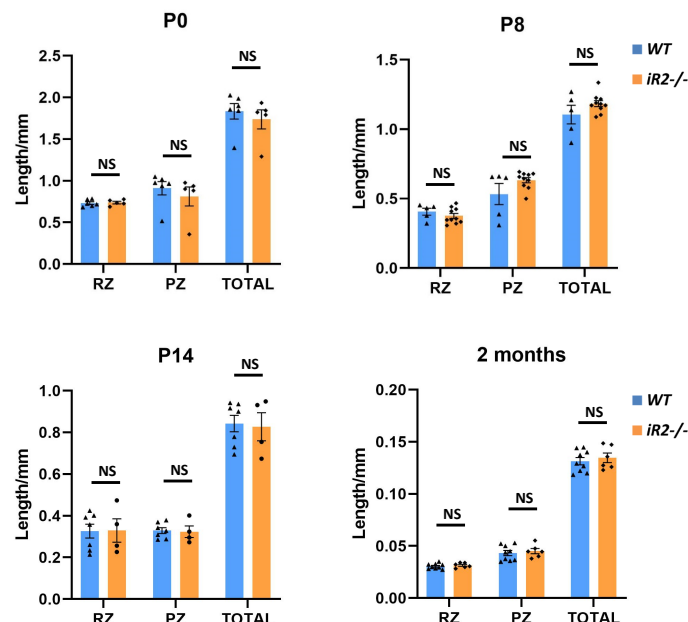 P0
Length/mm
2.5
2.0
1.5
1.0
0.5
0.0
NS
NS
NS
RZ
PZ
TOTAL
P8
Length/mm
1.5
1.0
0.5
0.0
NS
NS
NS
RZ
PZ
TOTAL
WT
iR2-/-
P14
Length/mm
1.0
0.8
0.6
0.4
0.2
0.0
NS
NS
NS
RZ
PZ
TOTAL
2 months
Length/mm
0.20
0.15
0.10
0.05
0.00
NS
NS
NS
RZ
PZ
TOTAL
WT
iR2-/-